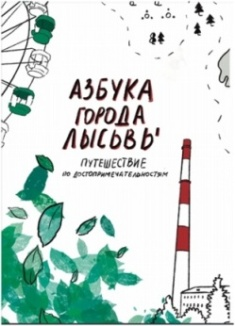 АЗБУКА
ГОРОДА
ЛЫСЬВЫ
ПУТЕШЕСТВИЕ
ПО ДОСТОПРИМЕЧАТЕЛЬНОСТЯМ